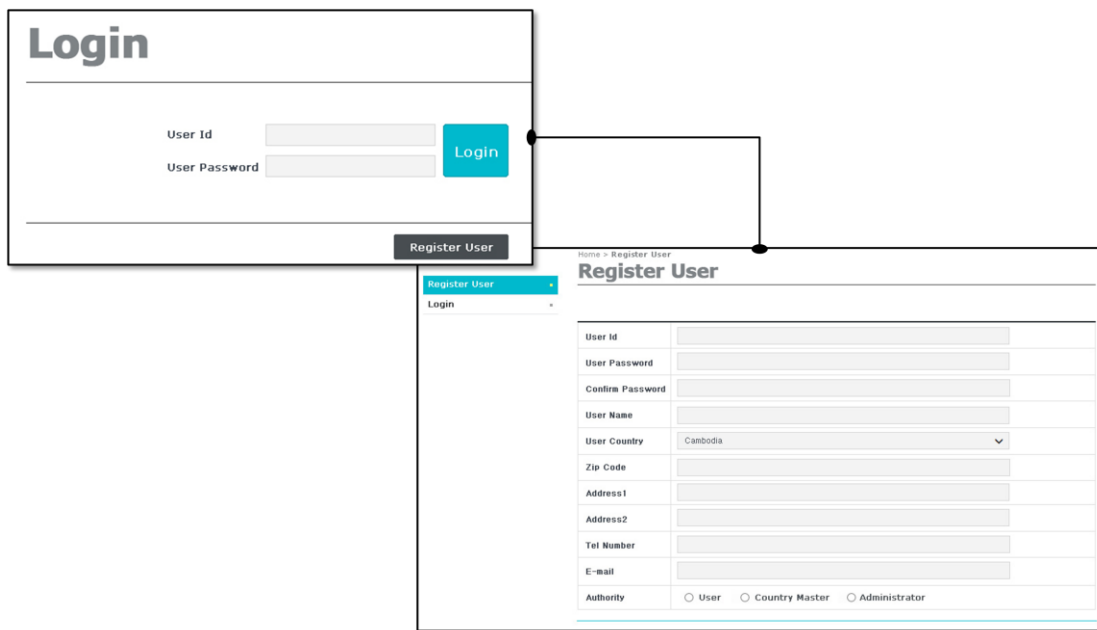 Login
User Id
User Password
Login
Register User
Home > Register User
Register User
Register User
Login
User Id
User Password
Confirm Password
User Name
User Country Cambodia
Zip Code
Address1
Address2
Tel Number
E-mail
Authority User Country Master Administrator